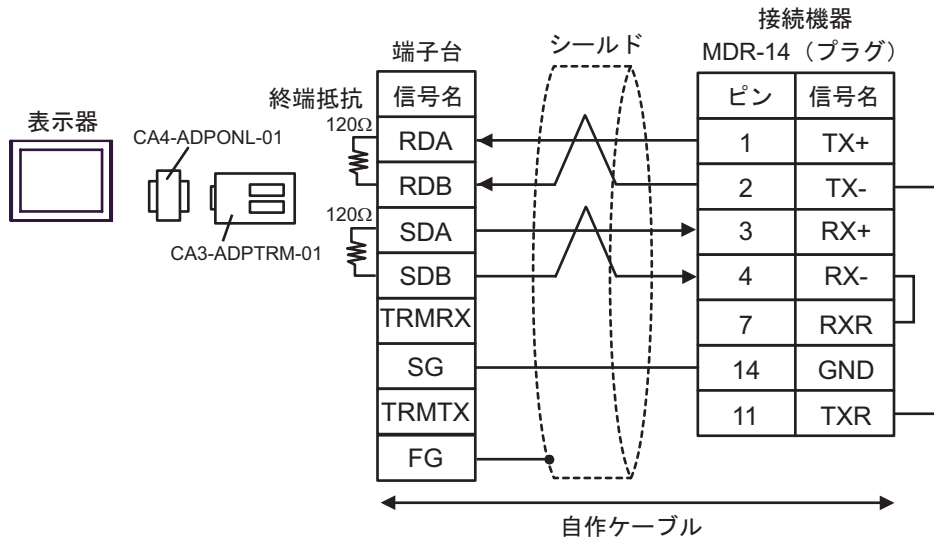 接続機器
MDR-14（プラグ）
シールド
端子台
終端抵抗
表示器
CA4-ADPONL-01
CA3-ADPTRM-01
120Ω
120Ω
信号名
RDA
RDB
SDA
SDB
TRMRX
SG
TRMTX
FG
ピン 信号名
1 TX+
2 TX-
3 RX+
4 RX-
7 RXR
14 GND
11 TXR
自作ケーブル